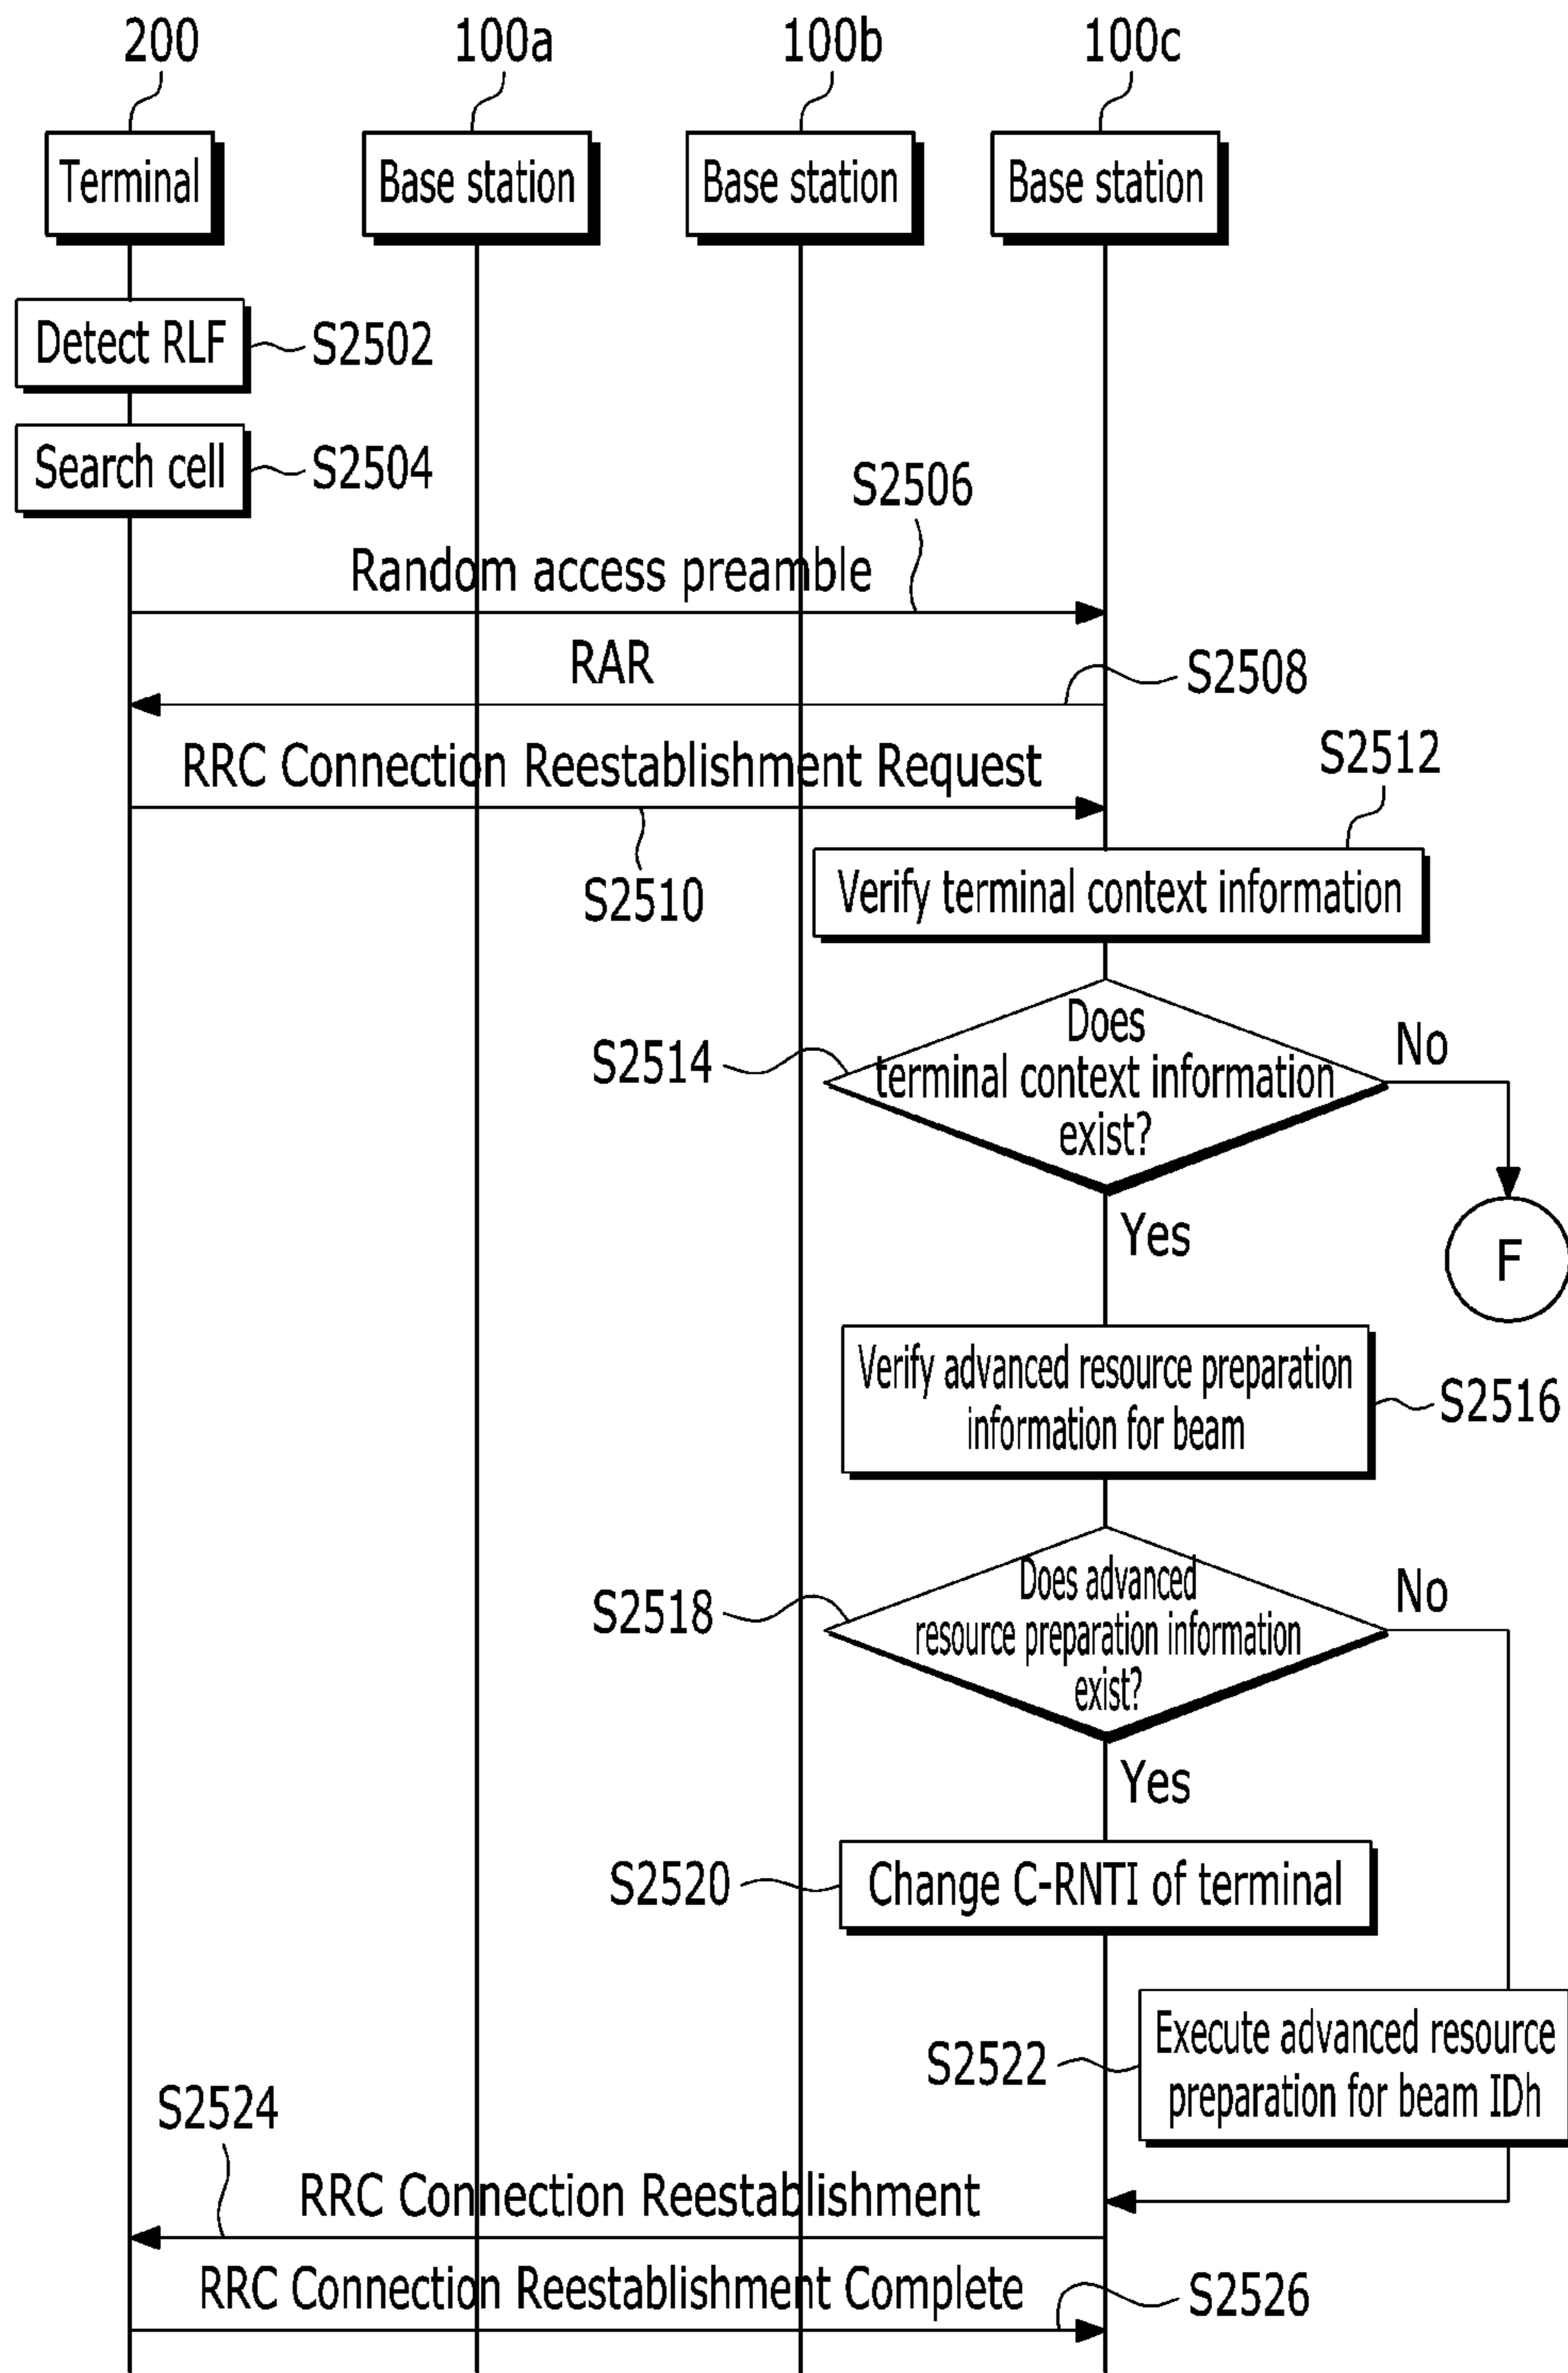 200
100a
100b
100c
Terminal
Base station
Base station
Base station
Detect RLF
S2502
Search cell
S2504
S2506
Random access preamble
RAR
S2508
RRC Connection Reestablishment Request
S2510
S2512
Verify terminal context information
S2514
Does
terminal context information
exist?
No
Yes
F
Verify advanced resource preparation
information for beam
S2516
S2518
Does advanced
resource preparation information
exist?
No
Yes
S2520
Change C-RNTI of terminal
S2522
Execute advanced resource
preparation for beam IDh
S2524
RRC Connection Reestablishment
RRC Connection Reestablishment Complete
S2526